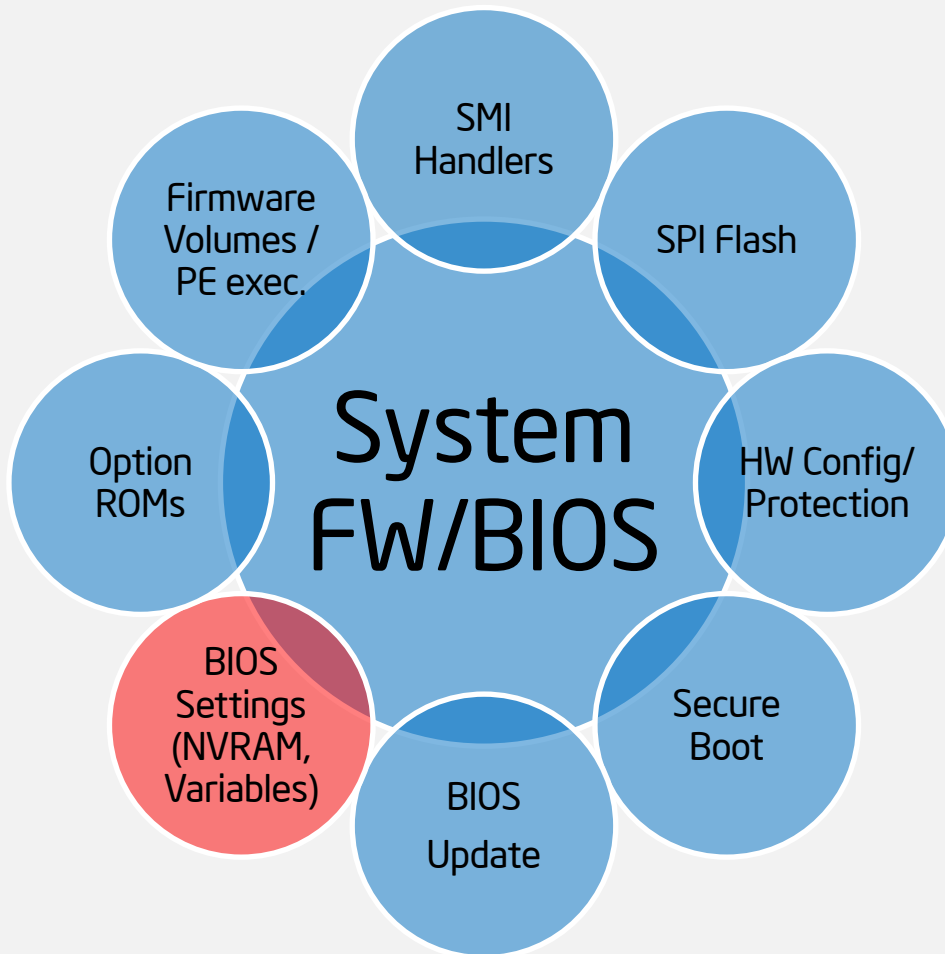 System
FW/BIOS
SMI
Handlers
SPI Flash
HW Config/
Protection
Secure
Boot
BIOS
Update
BIOS
Settings
(NVRAM,
Variables)
Option
ROMs
Firmware
Volumes /
PE exec.